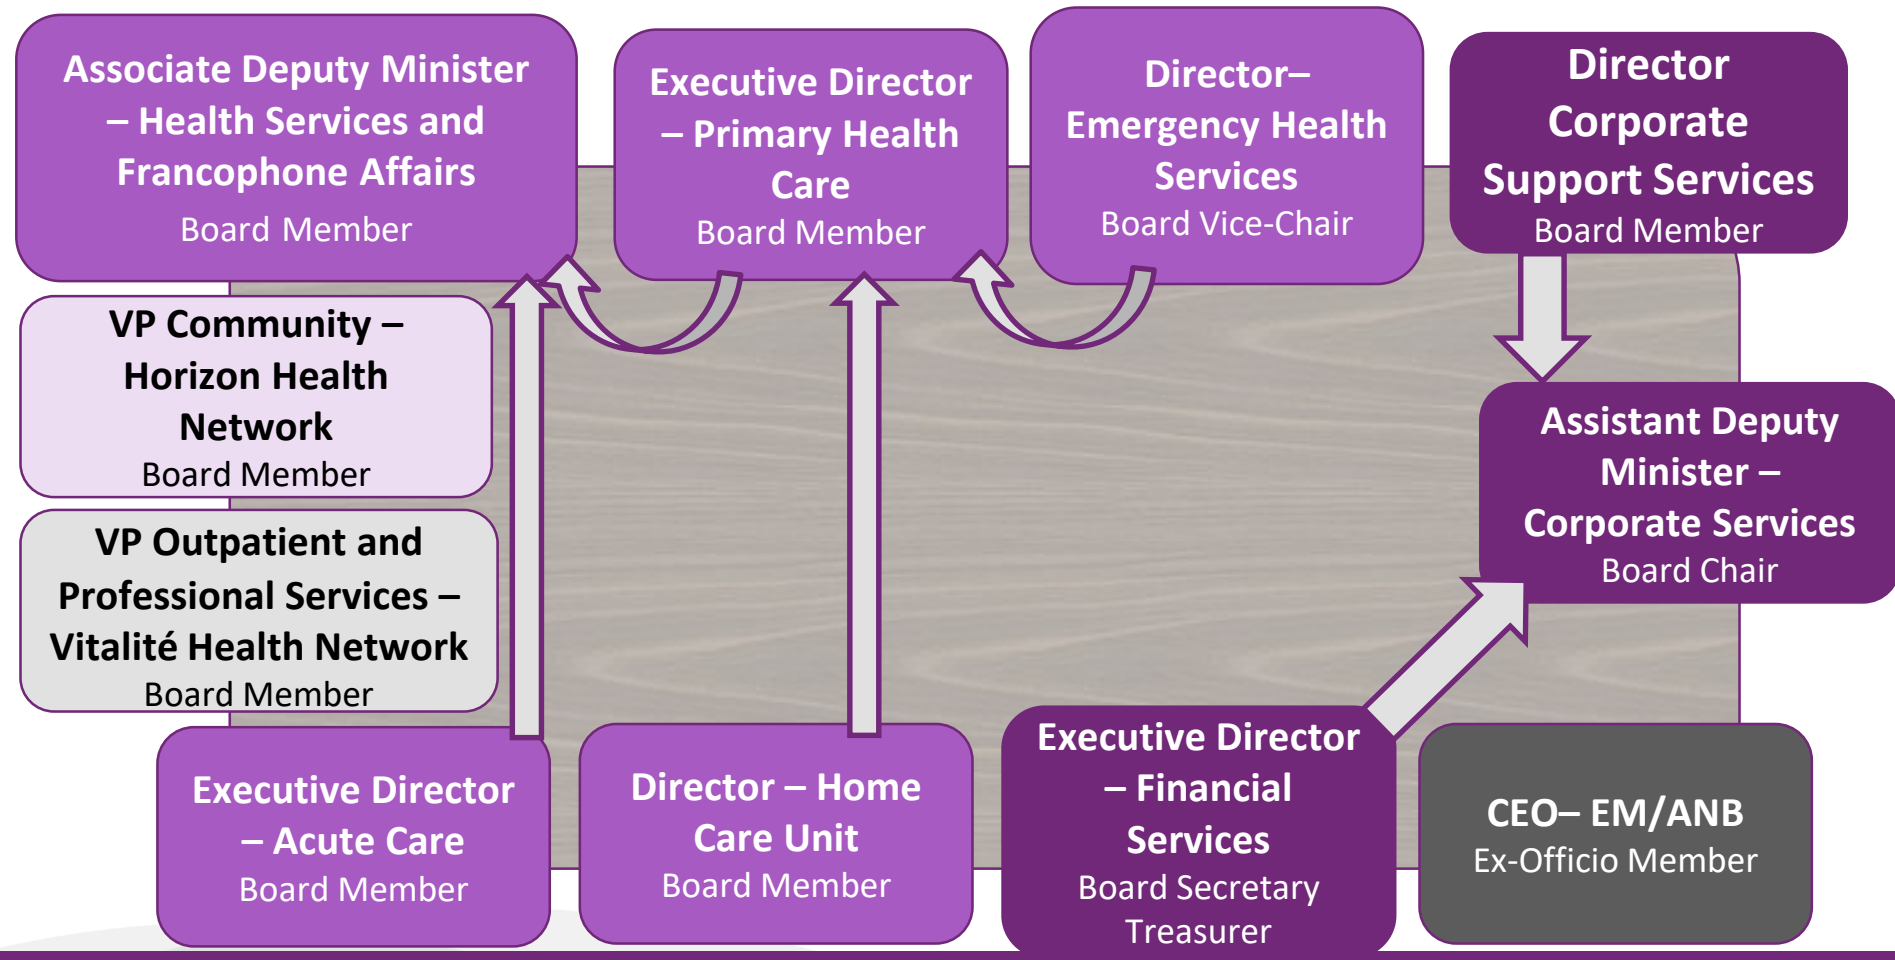 Associate Deputy Minister
– Health Services and
Francophone Affairs
Board Member
Executive Director
– Primary Health
Care
Board Member
Director–
Emergency Health
Services
Board Vice-Chair
Director
Corporate
Support Services
Board Member
VP Community –
Horizon Health
Network
Board Member
Assistant Deputy
Minister –
Corporate Services
Board Chair
VP Outpatient and
Professional Services –
Vitalité Health Network
Board Member
Executive Director
– Acute Care
Board Member
Director – Home
Care Unit
Board Member
Executive Director
– Financial
Services
Board Secretary
Treasurer
CEO– EM/ANB
Ex-Officio Member